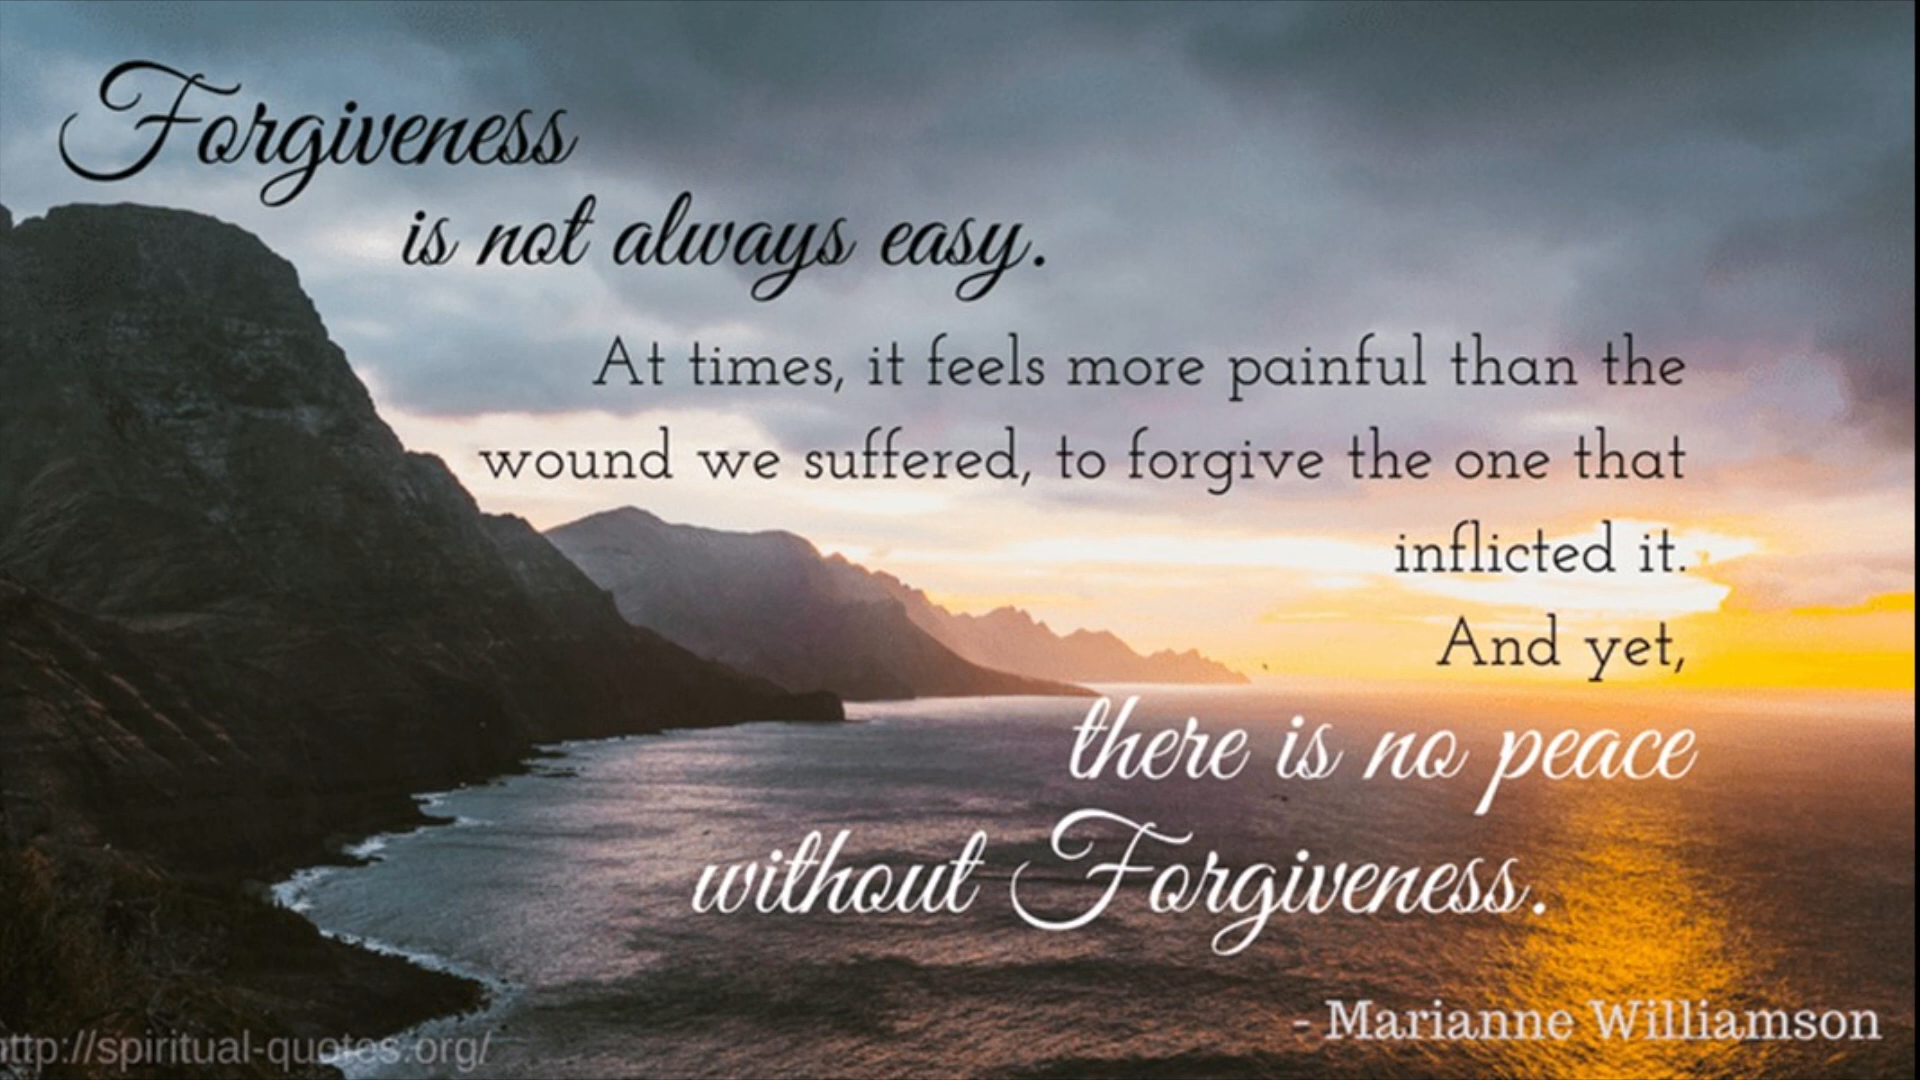 Forgiveness
is not always easy.
At times, it feels more painful than the
wound we suffered, to forgive the one that
inflicted it.
And yet,
there is no peace
without Forgiveness.
- Marianne Williamson
ttp://spiritual-quotes.org/